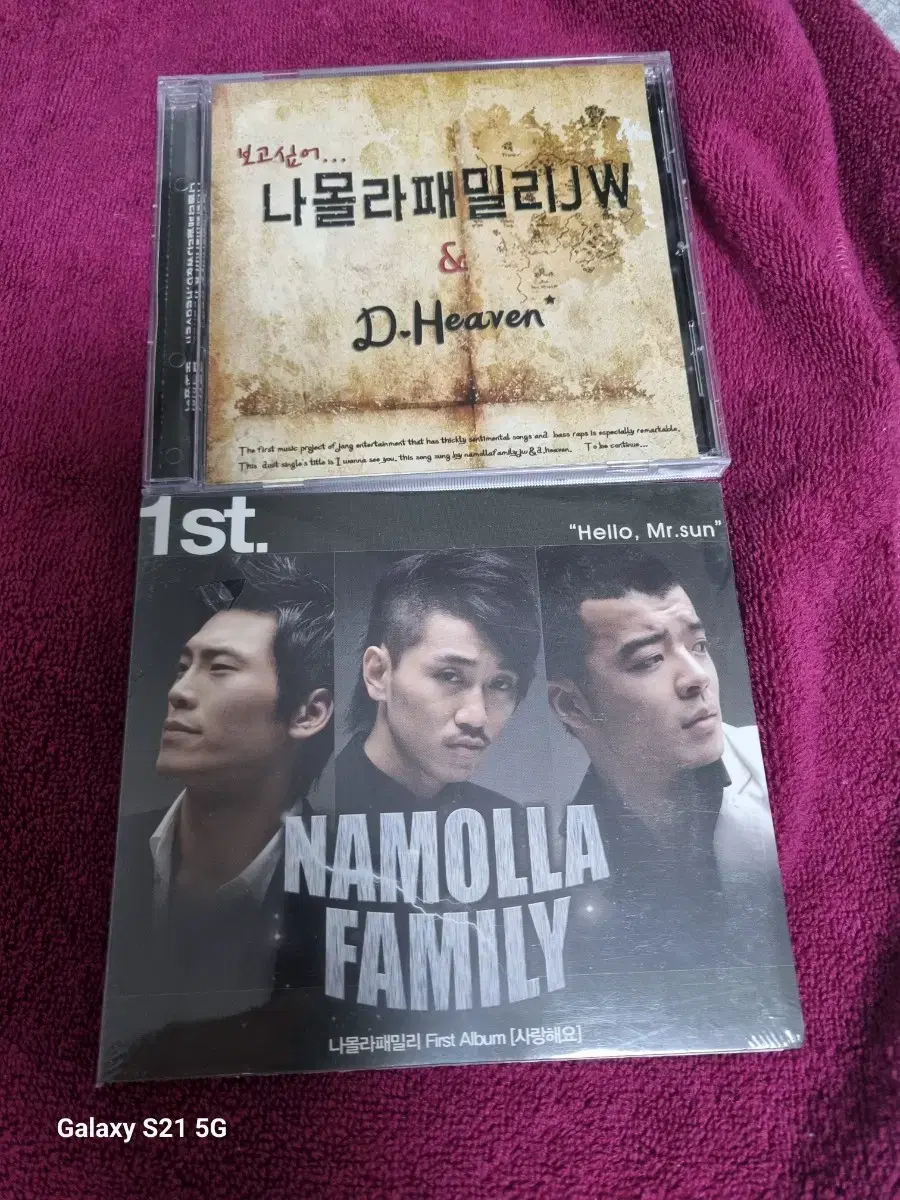 보고싶어...
나몰라패밀리JW
&
D-Heaven*
The first music project of jang entertainment that has thickly sentimental songs and bass raps is especially remarkable.
This duet single's title is I wanna see you. this song sung by namollafamily jw & d.heaven. To be continue...
1st.
"Hello, Mr.sun"
NAMOLLA
FAMILY
나몰라패밀리 First Album [사랑해요]
Galaxy S21 5G